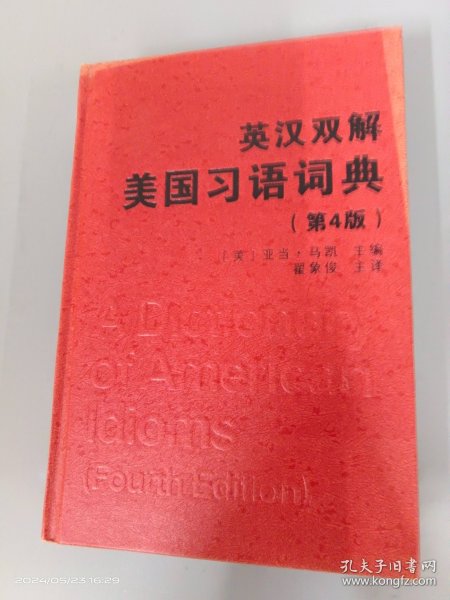 英汉双解
美国习语词典
（第4版）
［美］亚当·马凯 主编
翟象俊 主译
A Dictionary
of American
Idioms
(Fourth Edition)
2024/05/23 16:29
孔夫子旧书网
www.kongfz.com